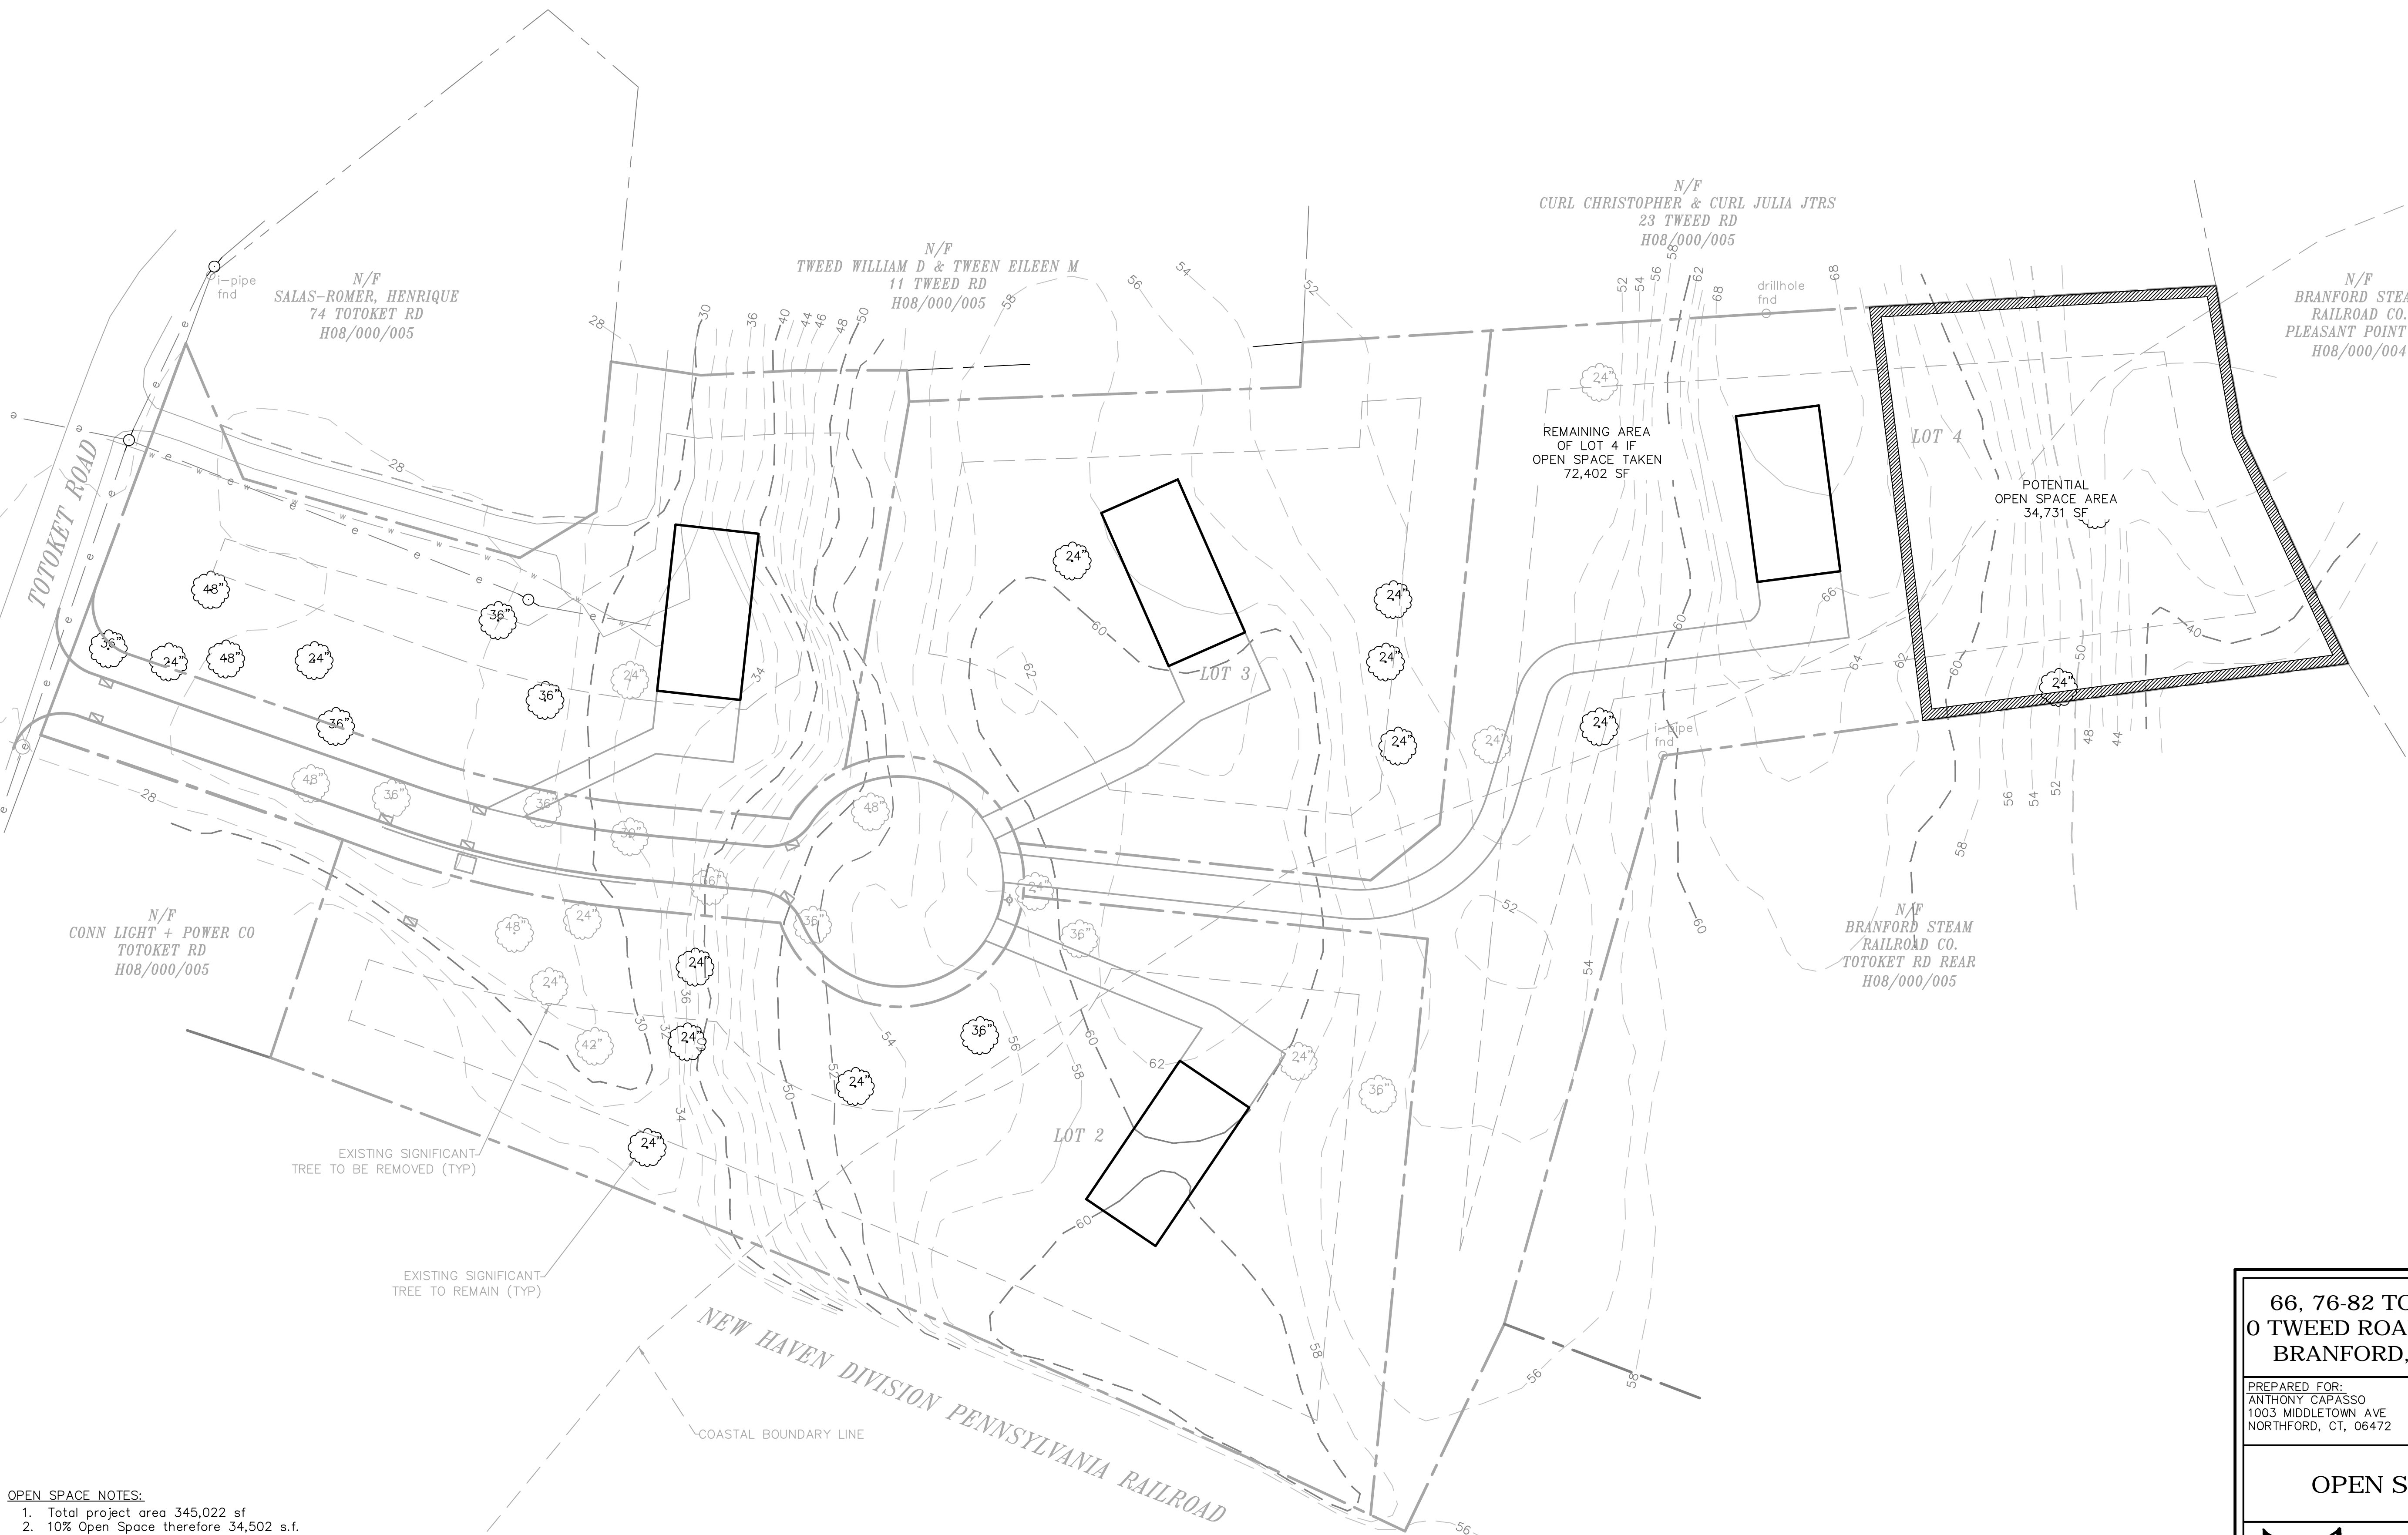 N/F
CURL CHRISTOPHER & CURL JULIA JTRS
23 TWEED RD
H08/000/005
N/F
TWEED WILLIAM D & TWEEN EILEEN M
11 TWEED RD
H08/000/005
N/F
SALAS-ROMER, HENRIQUE
74 TOTOKET RD
H08/000/005
i-pipe
fnd
drillhole
fnd
N/F
BRANFORD STEA
RAILROAD CO.
PLEASANT POINT
H08/000/004
TOTOKET ROAD
REMAINING AREA
OF LOT 4 IF
OPEN SPACE TAKEN
72,402 SF
LOT 4
POTENTIAL
OPEN SPACE AREA
34,731 SF
LOT 3
i-pipe
fnd
N/F
CONN LIGHT + POWER CO
TOTOKET RD
H08/000/005
N/F
BRANFORD STEAM
RAILROAD CO.
TOTOKET RD REAR
H08/000/005
LOT 2
EXISTING SIGNIFICANT
TREE TO BE REMOVED (TYP)
EXISTING SIGNIFICANT
TREE TO REMAIN (TYP)
NEW HAVEN DIVISION PENNSYLVANIA RAILROAD
COASTAL BOUNDARY LINE
66, 76-82 TO
0 TWEED ROA
BRANFORD,
PREPARED FOR:
ANTHONY CAPASSO
1003 MIDDLETOWN AVE
NORTHFORD, CT, 06472
OPEN S
OPEN SPACE NOTES:
1. Total project area 345,022 sf
2. 10% Open Space therefore 34,502 s.f.